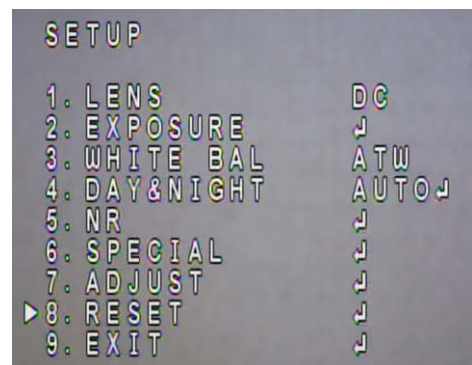 SETUP
1. LENS DC
2. EXPOSURE ↲
3. WHITE BAL ATW
4. DAY&NIGHT AUTO↲
5. NR ↲
6. SPECIAL ↲
7. ADJUST ↲
▷8. RESET ↲
9. EXIT ↲